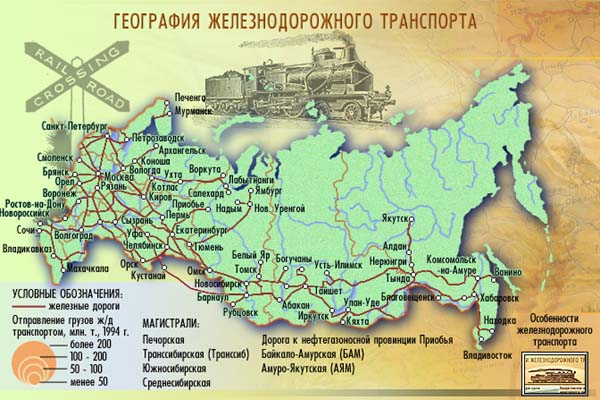 ГЕОГРАФИЯ ЖЕЛЕЗНОДОРОЖНОГО ТРАНСПОРТА
RAIL CROSSING ROAD
Печенго
Мурманск
Санкт-Петербург
Петрозаводск
Архангельск
Смоленск
Коноша
Вологда
Ухта
Воркута
Брянск
Москва
Лабытнанги
Орел
Рязань
Котлас
Салехард
Ямбург
Воронеж
Киров
Приобье
Надым
Нов. Уренгой
Ростов-на-Дону
Новороссийск
Сызрань
Пермь
Якутск
Сочи
Волгоград
Уфа
Екатеринбург
Челябинск
Тюмень
Алдан
Владикавказ
Белый Яр
Богучаны
Нерюнгри
Комсомольск
-на-Амуре
Махачкала
Орск
Омск
Томск
Усть-Илимск
Тында
Ванино
Кустанай
Новосибирск
Тайшет
Барнаул
Абакан
Улан-Уде
Благовещенск
Хабаровск
Рубцовск
Иркутск
Кяхта
Находка
Владивосток
УСЛОВНЫЕ ОБОЗНАЧЕНИЯ:
железные дороги
Отправление грузов ж/д
транспортом, млн. т., 1994 г.
более 200
100 - 200
50 - 100
менее 50
МАГИСТРАЛИ:
Печорская
Транссибирская (Транссиб)
Южносибирская
Среднесибирская
Дорога к нефтегазоносной провинции Приобья
Байкало-Амурская (БАМ)
Амуро-Якутская (АЯМ)
Особенности
железнодорожного
транспорта
И ЖЕЛЕЗНОДОРОЖНОГО ТР